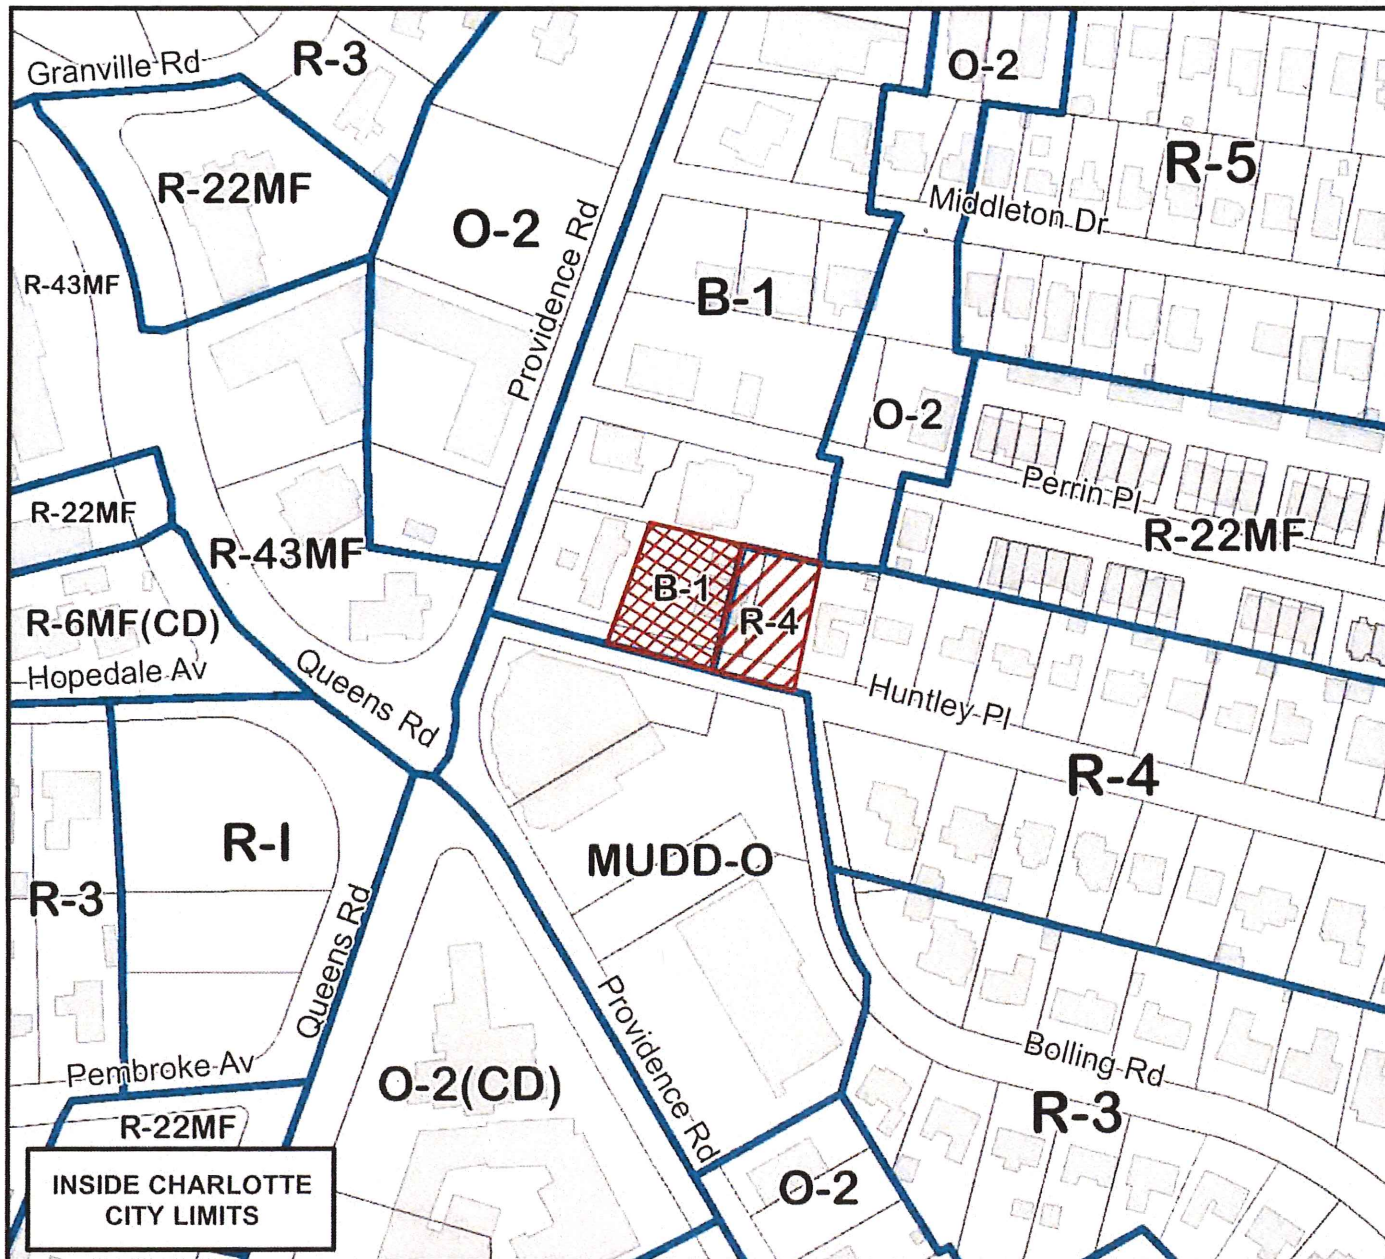 R-3
O-2
Granville Rd
R-5
R-22MF
Middleton Dr
O-2
Providence Rd
R-43MF
B-1
O-2
Perrin Pl
R-22MF
R-22MF
R-43MF
B-1
R-4
R-6MF(CD)
Hopedale Av
Queens Rd
Huntley Pl
R-4
R-I
MUDD-O
R-3
Queens Rd
Providence Rd
Bolling Rd
Pembroke Av
O-2(CD)
R-3
R-22MF
O-2
INSIDE CHARLOTTE
CITY LIMITS